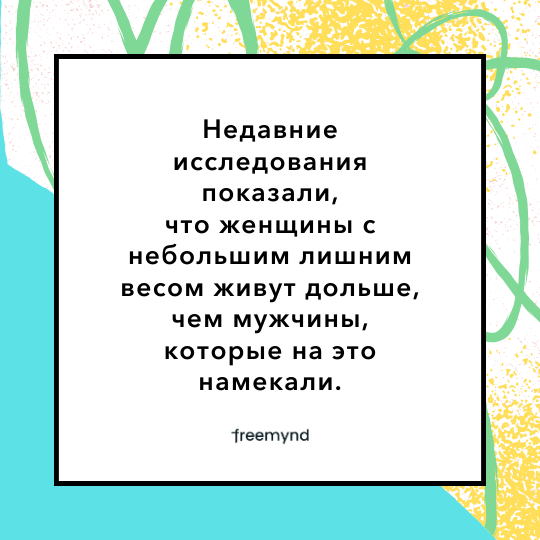 Недавние
исследования
показали,
что женщины с
небольшим лишним
весом живут дольше,
чем мужчины,
которые на это
намекали.
freemynd